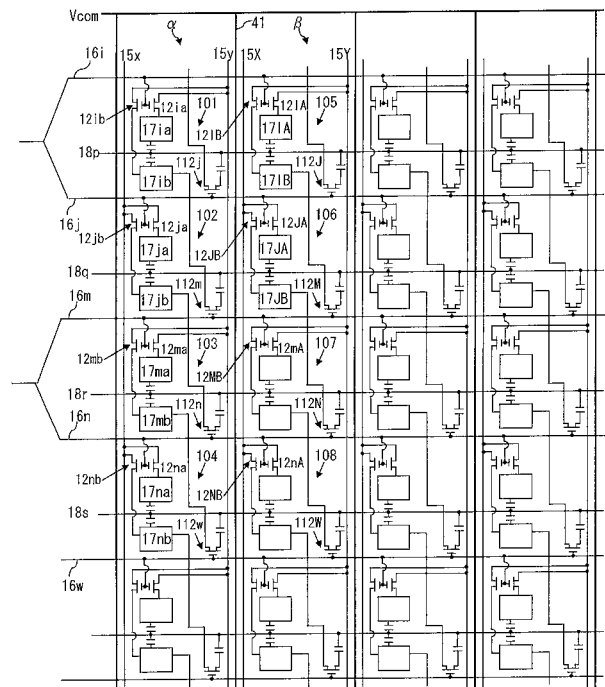 Vcom α 41 β
15x 15y 15X 15Y
16i
12ib 12ia 101 12IB 12IA 105
17ia 17IA
18p 112j 112J
17ib 17IB
16j
12jb 12ja 102 12JB 12JA 106
17ja 17JA
18q 112m 112M
17jb 17JB
16m
12mb 12ma 103 12MB 12mA 107
17ma
18r 112n 112N
17mb
16n
12nb 12na 104 12NB 12nA 108
17na
18s 112w 112W
17nb
16w